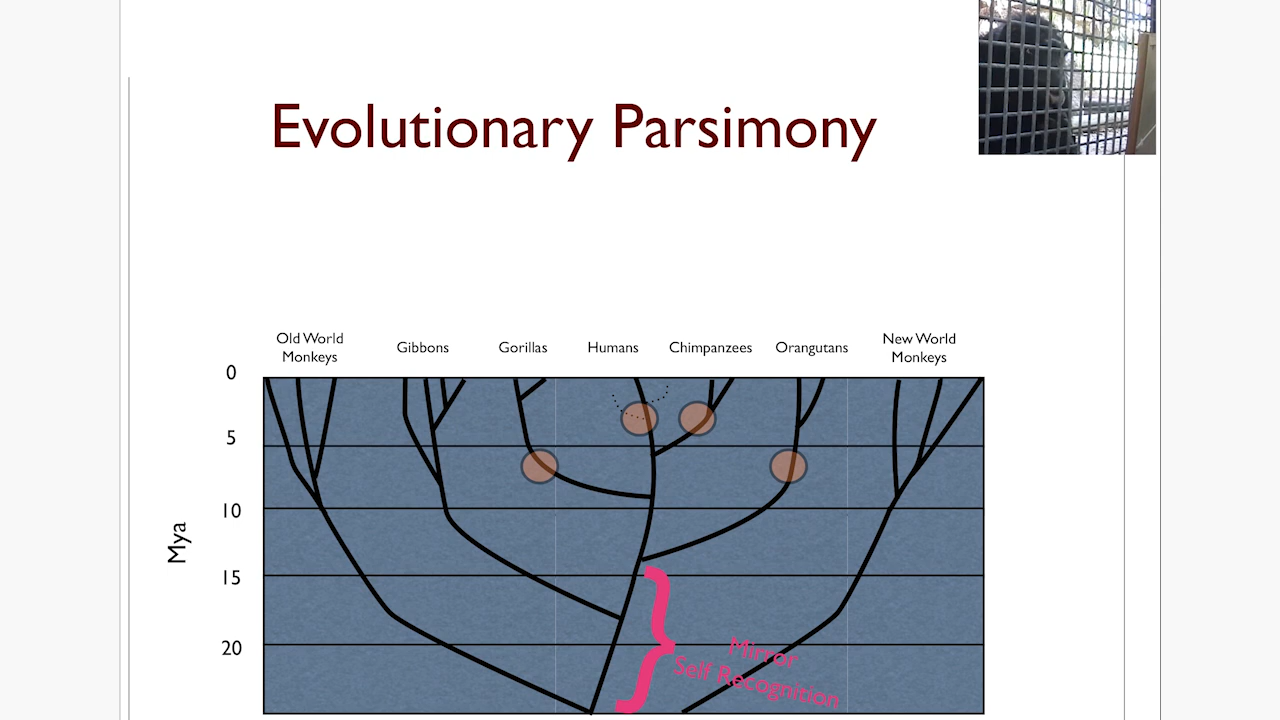 Evolutionary Parsimony
Old World
Monkeys
Gibbons
Gorillas
Humans
Chimpanzees
Orangutans
New World
Monkeys
0
5
10
15
20
Mya
Mirror
Self Recognition